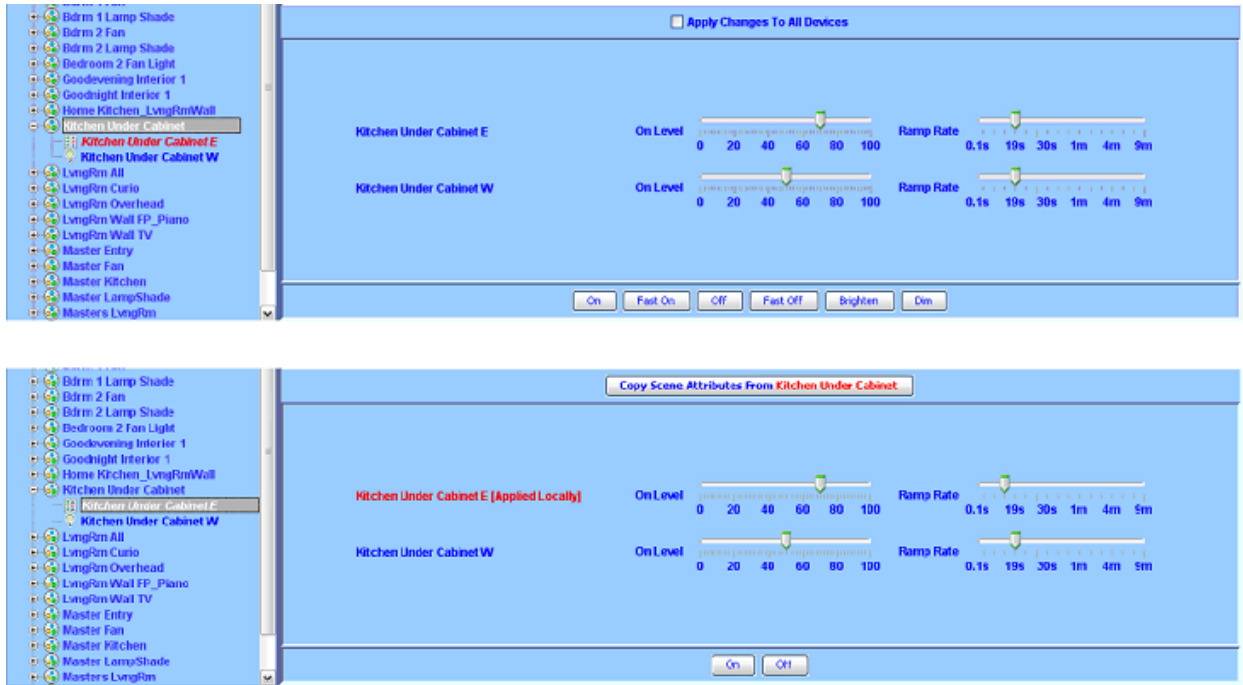 Bdrm 1 Lamp Shade
Bdrm 2 Fan
Bdrm 2 Lamp Shade
Bedroom 2 Fan Light
Goodevening Interior 1
Goodnight Interior 1
Home Kitchen_LvngRmWall
Kitchen Under Cabinet
Kitchen Under Cabinet E
Kitchen Under Cabinet W
LvngRm All
LvngRm Curio
LvngRm Overhead
LvngRm Wall FP_Piano
LvngRm Wall TV
Master Entry
Master Fan
Master Kitchen
Master LampShade
Masters LvngRm
Apply Changes To All Devices
Kitchen Under Cabinet E On Level Ramp Rate
0 20 40 60 80 100 0.1s 19s 30s 1m 4m 9m
Kitchen Under Cabinet W On Level Ramp Rate
0 20 40 60 80 100 0.1s 19s 30s 1m 4m 9m
On Fast On Off Fast Off Brighten Dim
Bdrm 1 Lamp Shade
Bdrm 2 Fan
Bdrm 2 Lamp Shade
Bedroom 2 Fan Light
Goodevening Interior 1
Goodnight Interior 1
Home Kitchen_LvngRmWall
Kitchen Under Cabinet
Kitchen Under Cabinet E
Kitchen Under Cabinet W
LvngRm All
LvngRm Curio
LvngRm Overhead
LvngRm Wall FP_Piano
LvngRm Wall TV
Master Entry
Master Fan
Master Kitchen
Master LampShade
Masters LvngRm
Copy Scene Attributes From Kitchen Under Cabinet
Kitchen Under Cabinet E [Applied Locally] On Level Ramp Rate
0 20 40 60 80 100 0.1s 19s 30s 1m 4m 9m
Kitchen Under Cabinet W On Level Ramp Rate
0 20 40 60 80 100 0.1s 19s 30s 1m 4m 9m
On Off